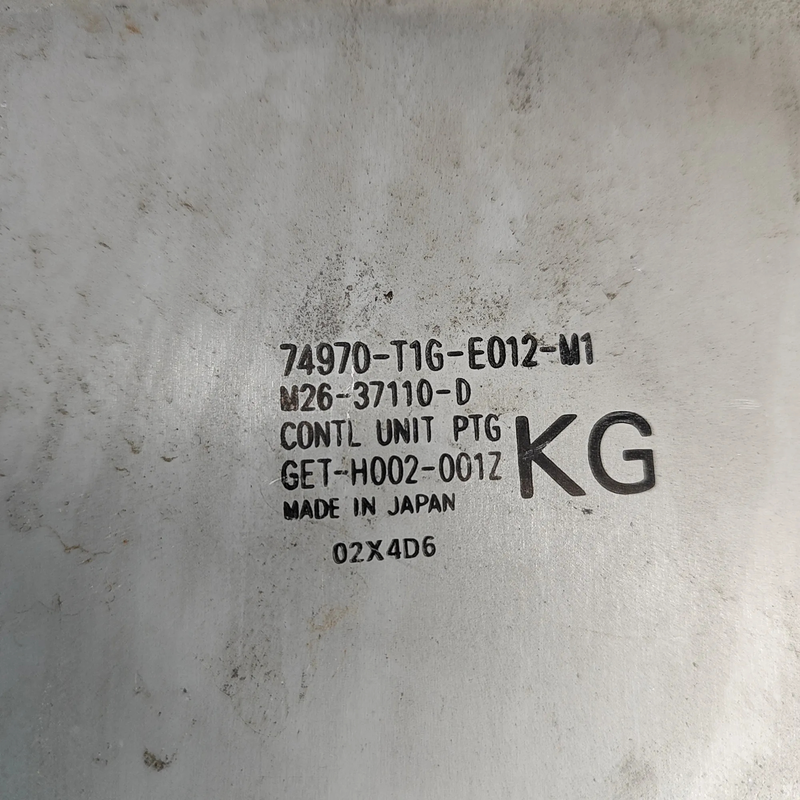 74970-T1G-E012-M1
M26-37110-D
CONTL UNIT PTG
GET-H002-001Z
KG
MADE IN JAPAN
02X4D6